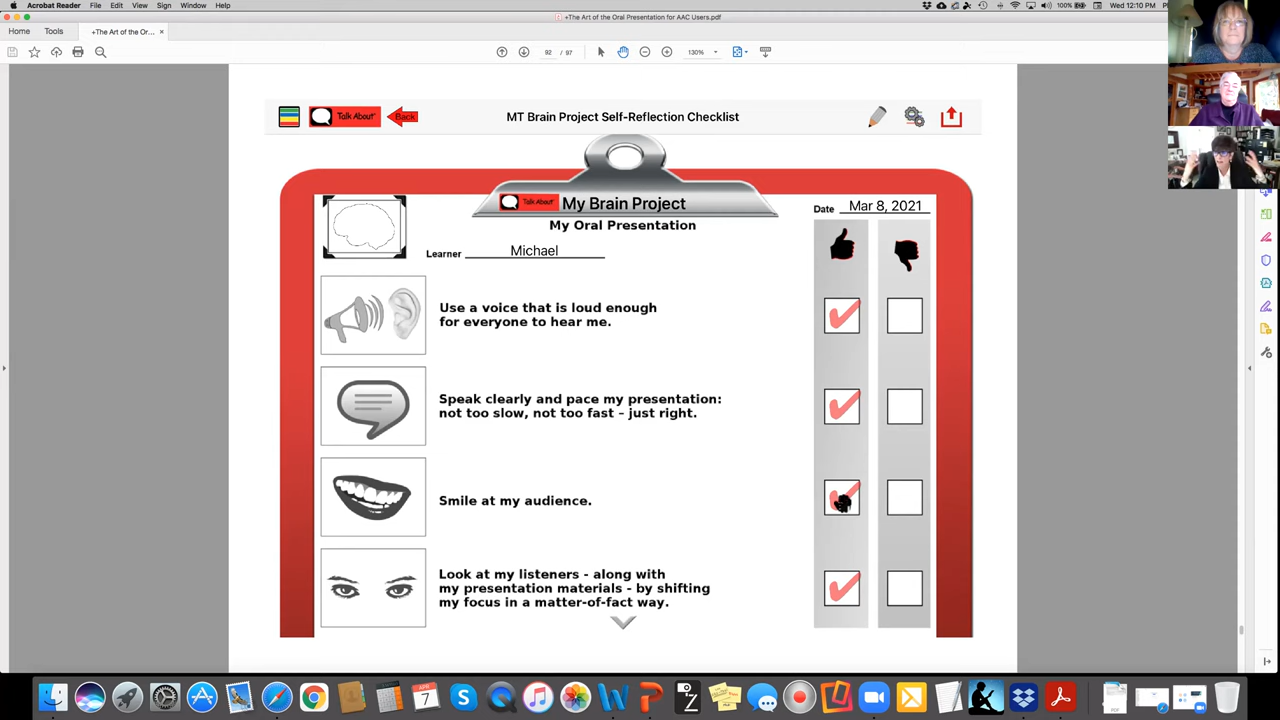 Acrobat Reader File Edit View Sign Window Help
100% Wed 12:10 PM
+The Art of the Oral Presentation for AAC Users.pdf
Home Tools +The Art of the Or... ×
92 / 97 130%
Talk About Back MT Brain Project Self-Reflection Checklist
Talk About My Brain Project
Date Mar 8, 2021
My Oral Presentation
Learner Michael
Use a voice that is loud enough
for everyone to hear me.
Speak clearly and pace my presentation:
not too slow, not too fast – just right.
Smile at my audience.
Look at my listeners - along with
my presentation materials - by shifting
my focus in a matter-of-fact way.
APR
7